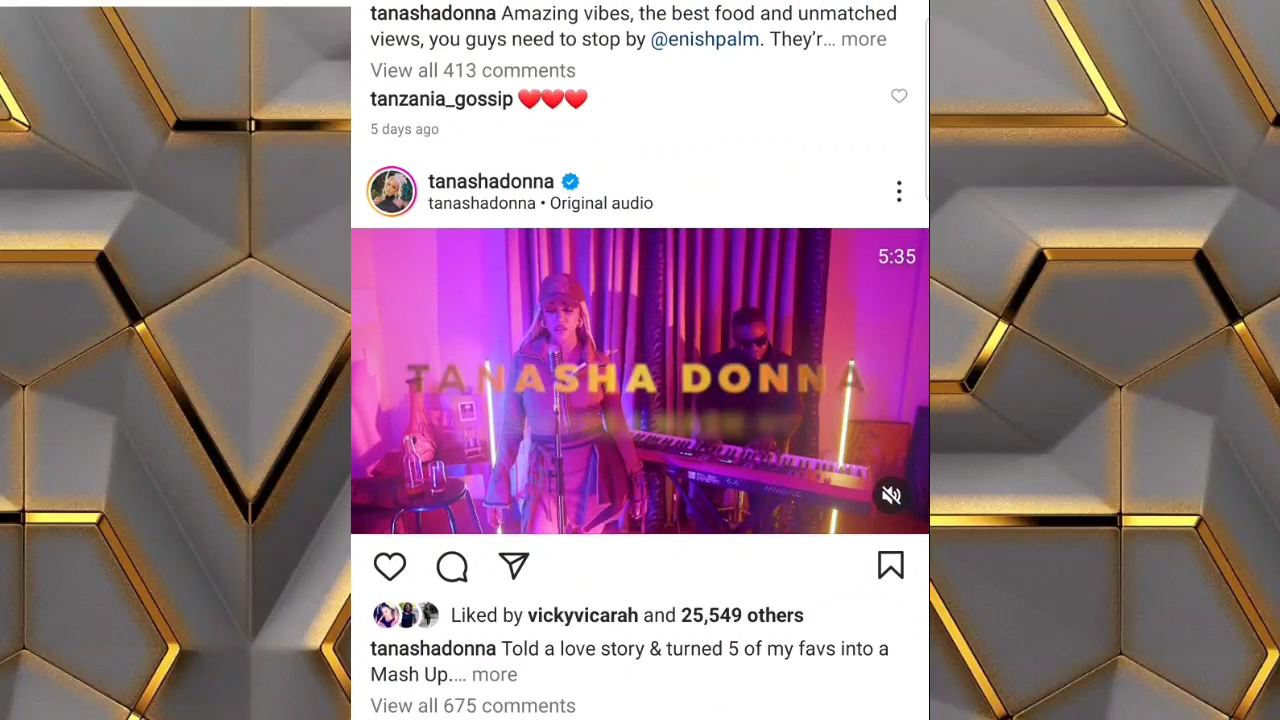 tanashadonna Amazing vibes, the best food and unmatched
views, you guys need to stop by @enishpalm. They'r... more
View all 413 comments
tanzania_gossip ❤️❤️❤️
5 days ago
tanashadonna
tanashadonna • Original audio
5:35
TANASHA DONNA
Liked by vickyvicarah and 25,549 others
tanashadonna Told a love story & turned 5 of my favs into a
Mash Up.... more
View all 675 comments